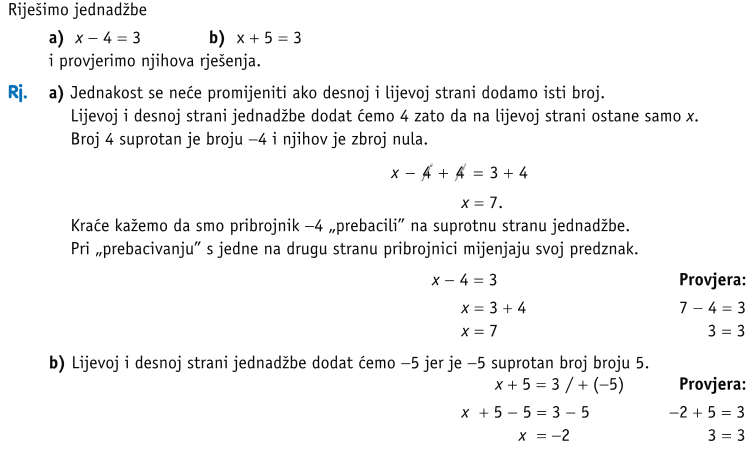 Riješimo jednadžbe
a) x – 4 = 3 b) x + 5 = 3
i provjerimo njihova rješenja.
Rj. a) Jednakost se neće promijeniti ako desnoj i lijevoj strani dodamo isti broj.
Lijevoj i desnoj strani jednadžbe dodat ćemo 4 zato da na lijevoj strani ostane samo x.
Broj 4 suprotan je broju –4 i njihov je zbroj nula.
x – 4 + 4 = 3 + 4
x = 7.
Kraće kažemo da smo pribrojnik –4 „prebacili” na suprotnu stranu jednadžbe.
Pri „prebacivanju” s jedne na drugu stranu pribrojnici mijenjaju svoj predznak.
x – 4 = 3 Provjera:
x = 3 + 4 7 – 4 = 3
x = 7 3 = 3
b) Lijevoj i desnoj strani jednadžbe dodat ćemo –5 jer je –5 suprotan broj broju 5.
x + 5 = 3 / + (–5) Provjera:
x + 5 – 5 = 3 – 5 –2 + 5 = 3
x = –2 3 = 3